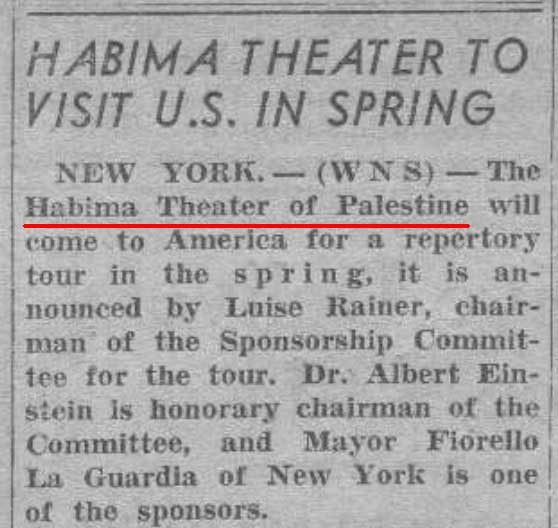 HABIMA THEATER TO
VISIT U.S. IN SPRING
NEW YORK. — (W N S) — The
Habima Theater of Palestine will
come to America for a repertory
tour in the spring, it is an-
nounced by Luise Rainer, chair-
man of the Sponsorship Commit-
tee for the tour. Dr. Albert Ein-
stein is honorary chairman of the
Committee, and Mayor Fiorello
La Guardia of New York is one
of the sponsors.